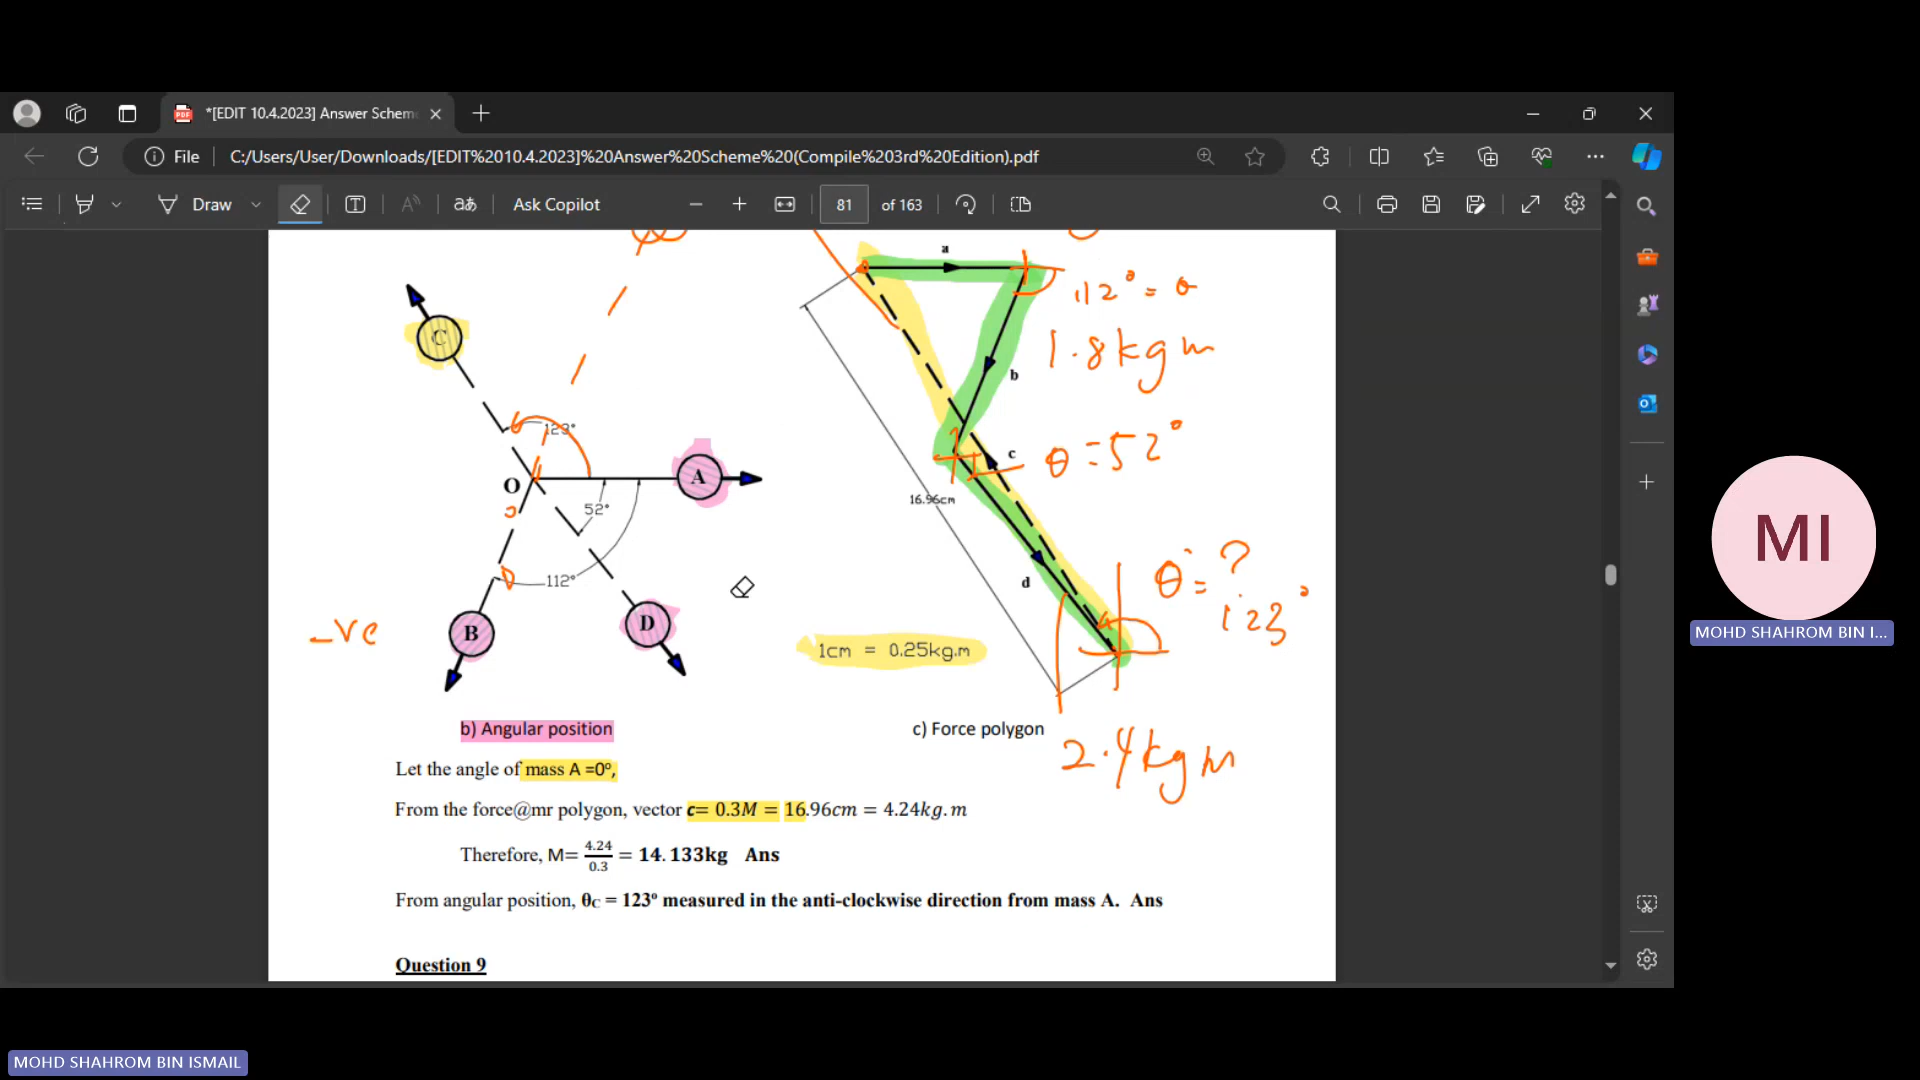 *[EDIT 10.4.2023] Answer Schem
File
C:/Users/User/Downloads/[EDIT%2010.4.2023]%20Answer%20Scheme%20(Compile%203rd%20Edition).pdf
Draw
aあ
Ask Copilot
81
of 163
a
112° = θ
1.8kgm
C
b
123°
A
c
θ = 52°
O
52°
16.96cm
112°
d
θ = ?
123°
B
D
-ve
1cm = 0.25kg.m
b) Angular position
c) Force polygon
2.4kgm
Let the angle of mass A =0º,
From the force@mr polygon, vector c= 0.3M = 16.96cm = 4.24kg.m
Therefore, M= 4.24/0.3 = 14.133kg Ans
From angular position, θC = 123º measured in the anti-clockwise direction from mass A. Ans
Question 9
MI
MOHD SHAHROM BIN I...
MOHD SHAHROM BIN ISMAIL